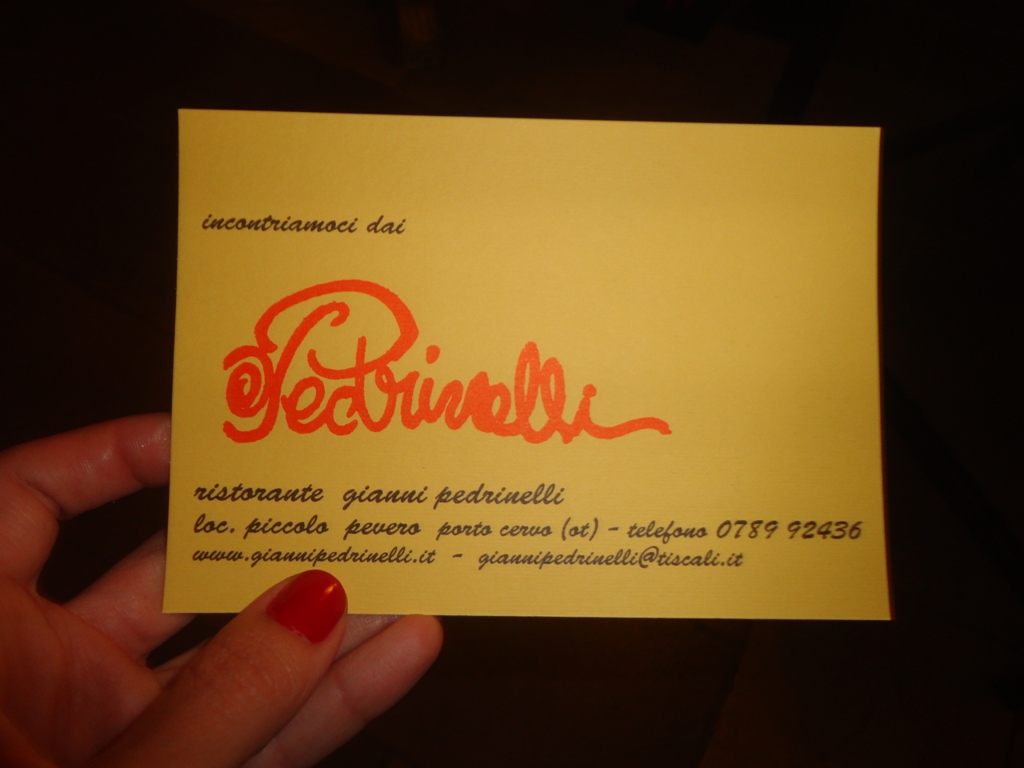 incontriamoci dai
Pedrinelli
ristorante gianni pedrinelli
loc. piccolo pevero porto cervo (ot) - telefono 0789 92436
www.giannipedrinelli.it - giannipedrinelli@tiscali.it